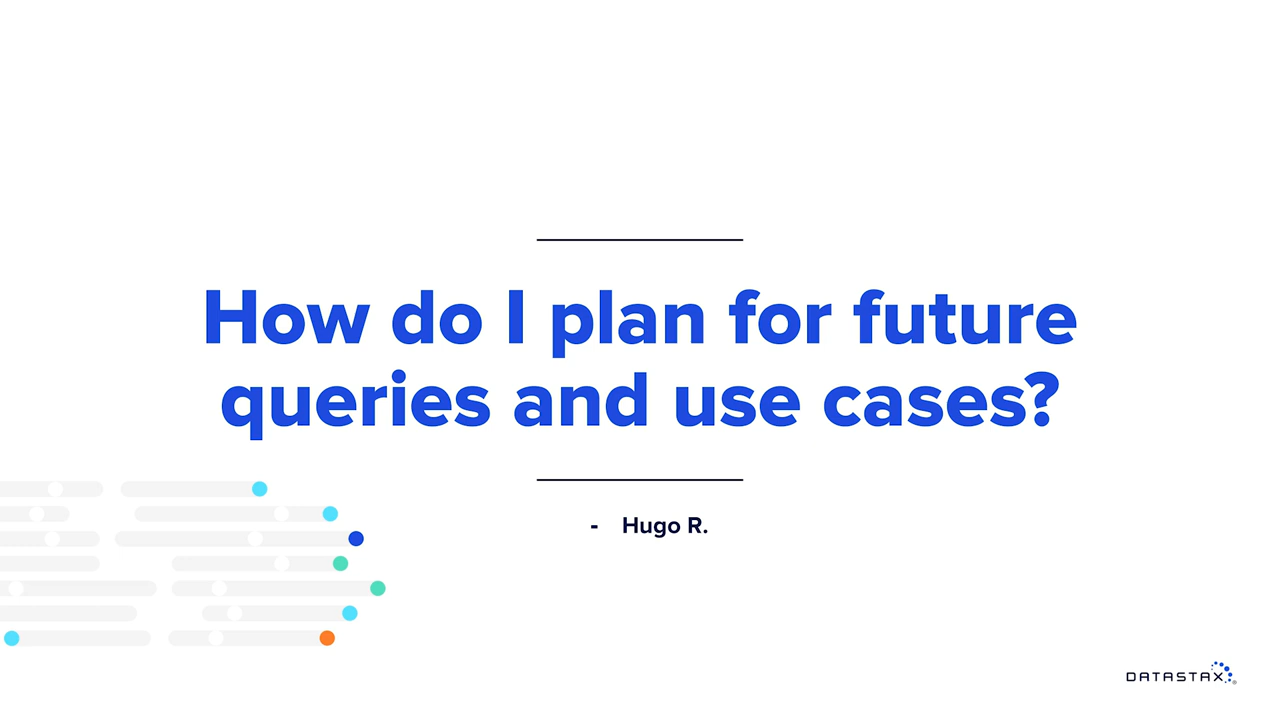 How do I plan for future
queries and use cases?
- Hugo R.
DATASTAX